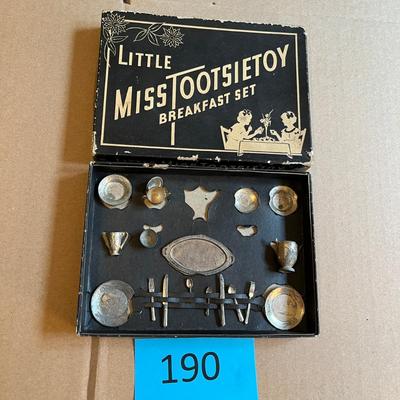 LITTLE
MISS TOOTSIETOY
BREAKFAST SET
190